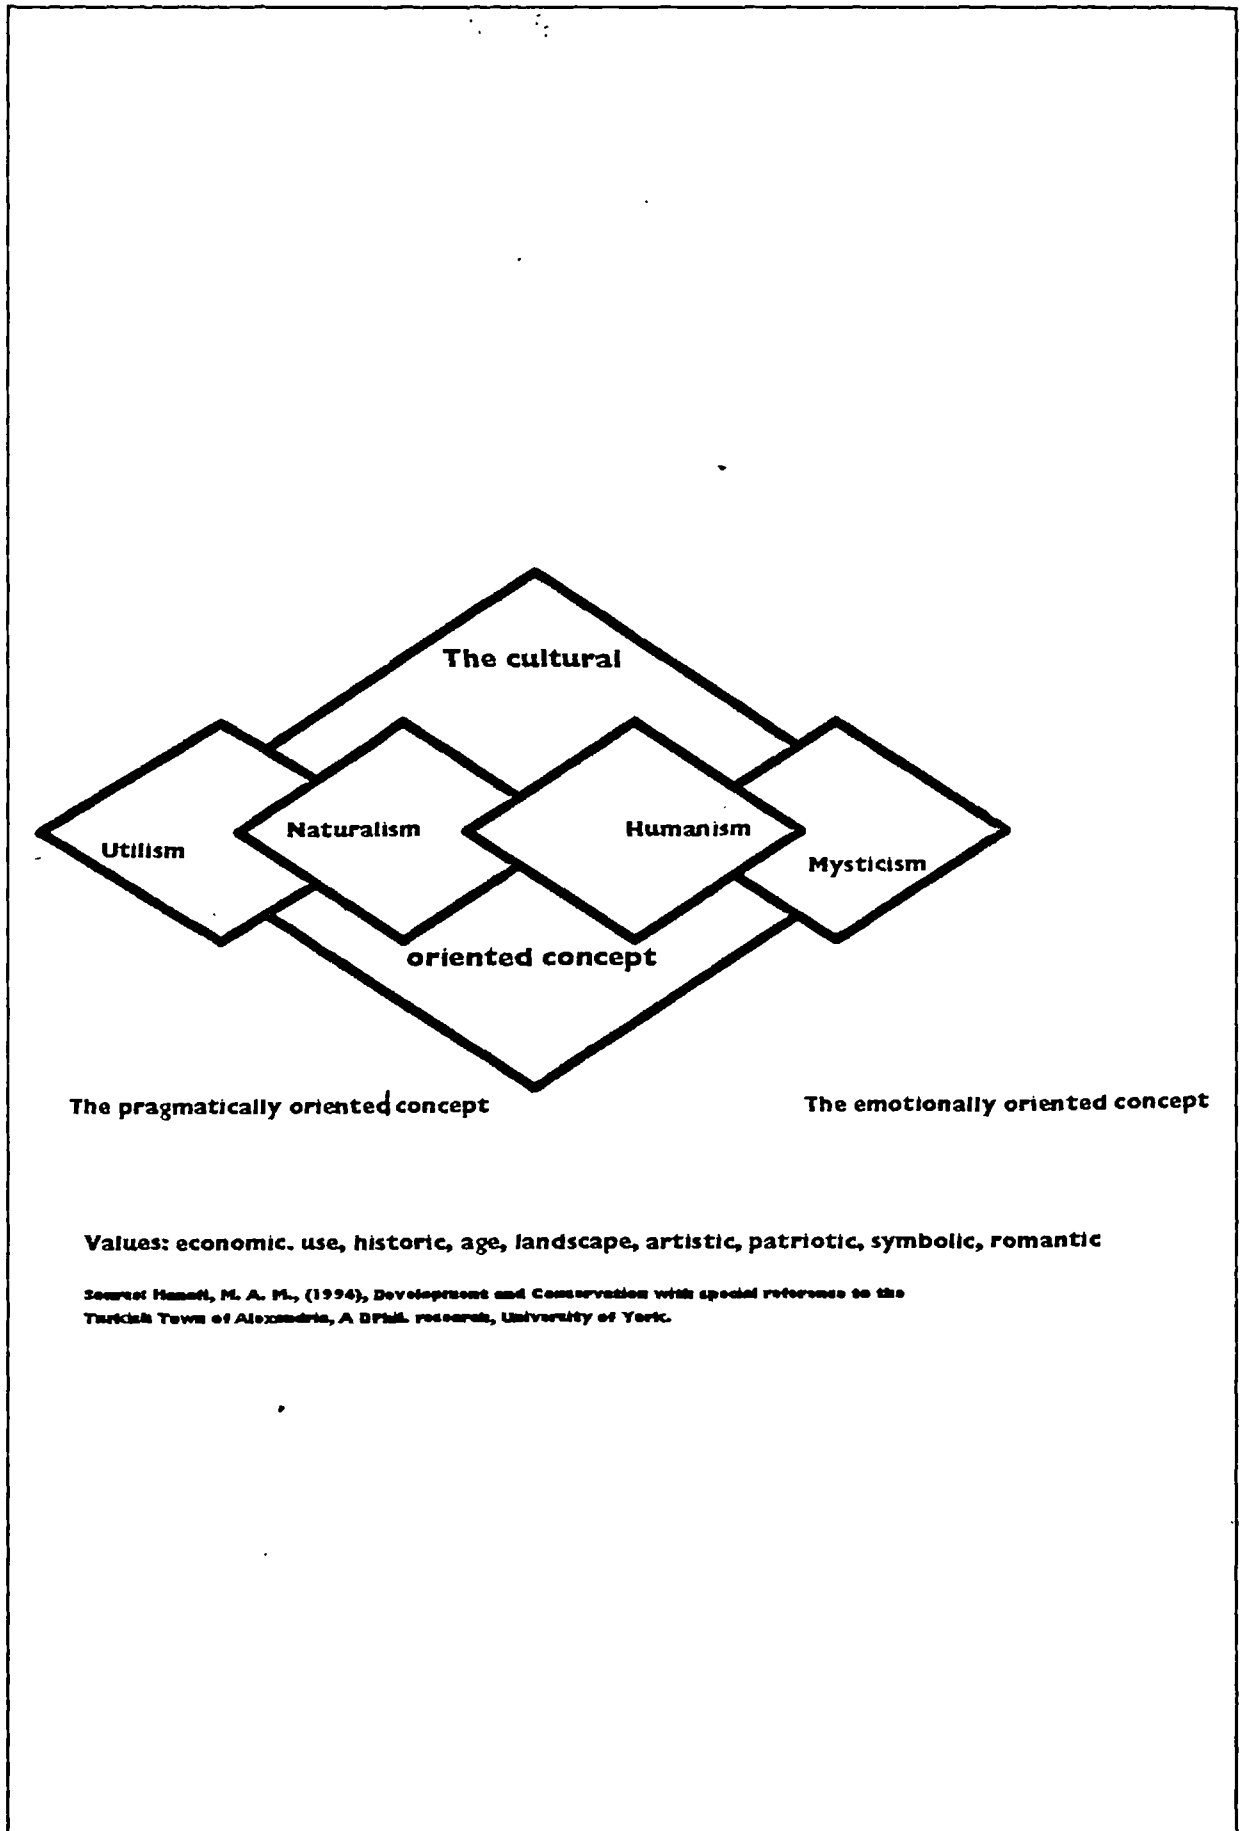 The cultural
Utilism
Naturalism
Humanism
Mysticism
oriented concept
The pragmatically oriented concept
The emotionally oriented concept
Values: economic. use, historic, age, landscape, artistic, patriotic, symbolic, romantic
Source: Hanafi, M. A. M., (1994), Development and Conservation with special reference to the
Turkish Town of Alexandria, A DPhil. research, University of York.